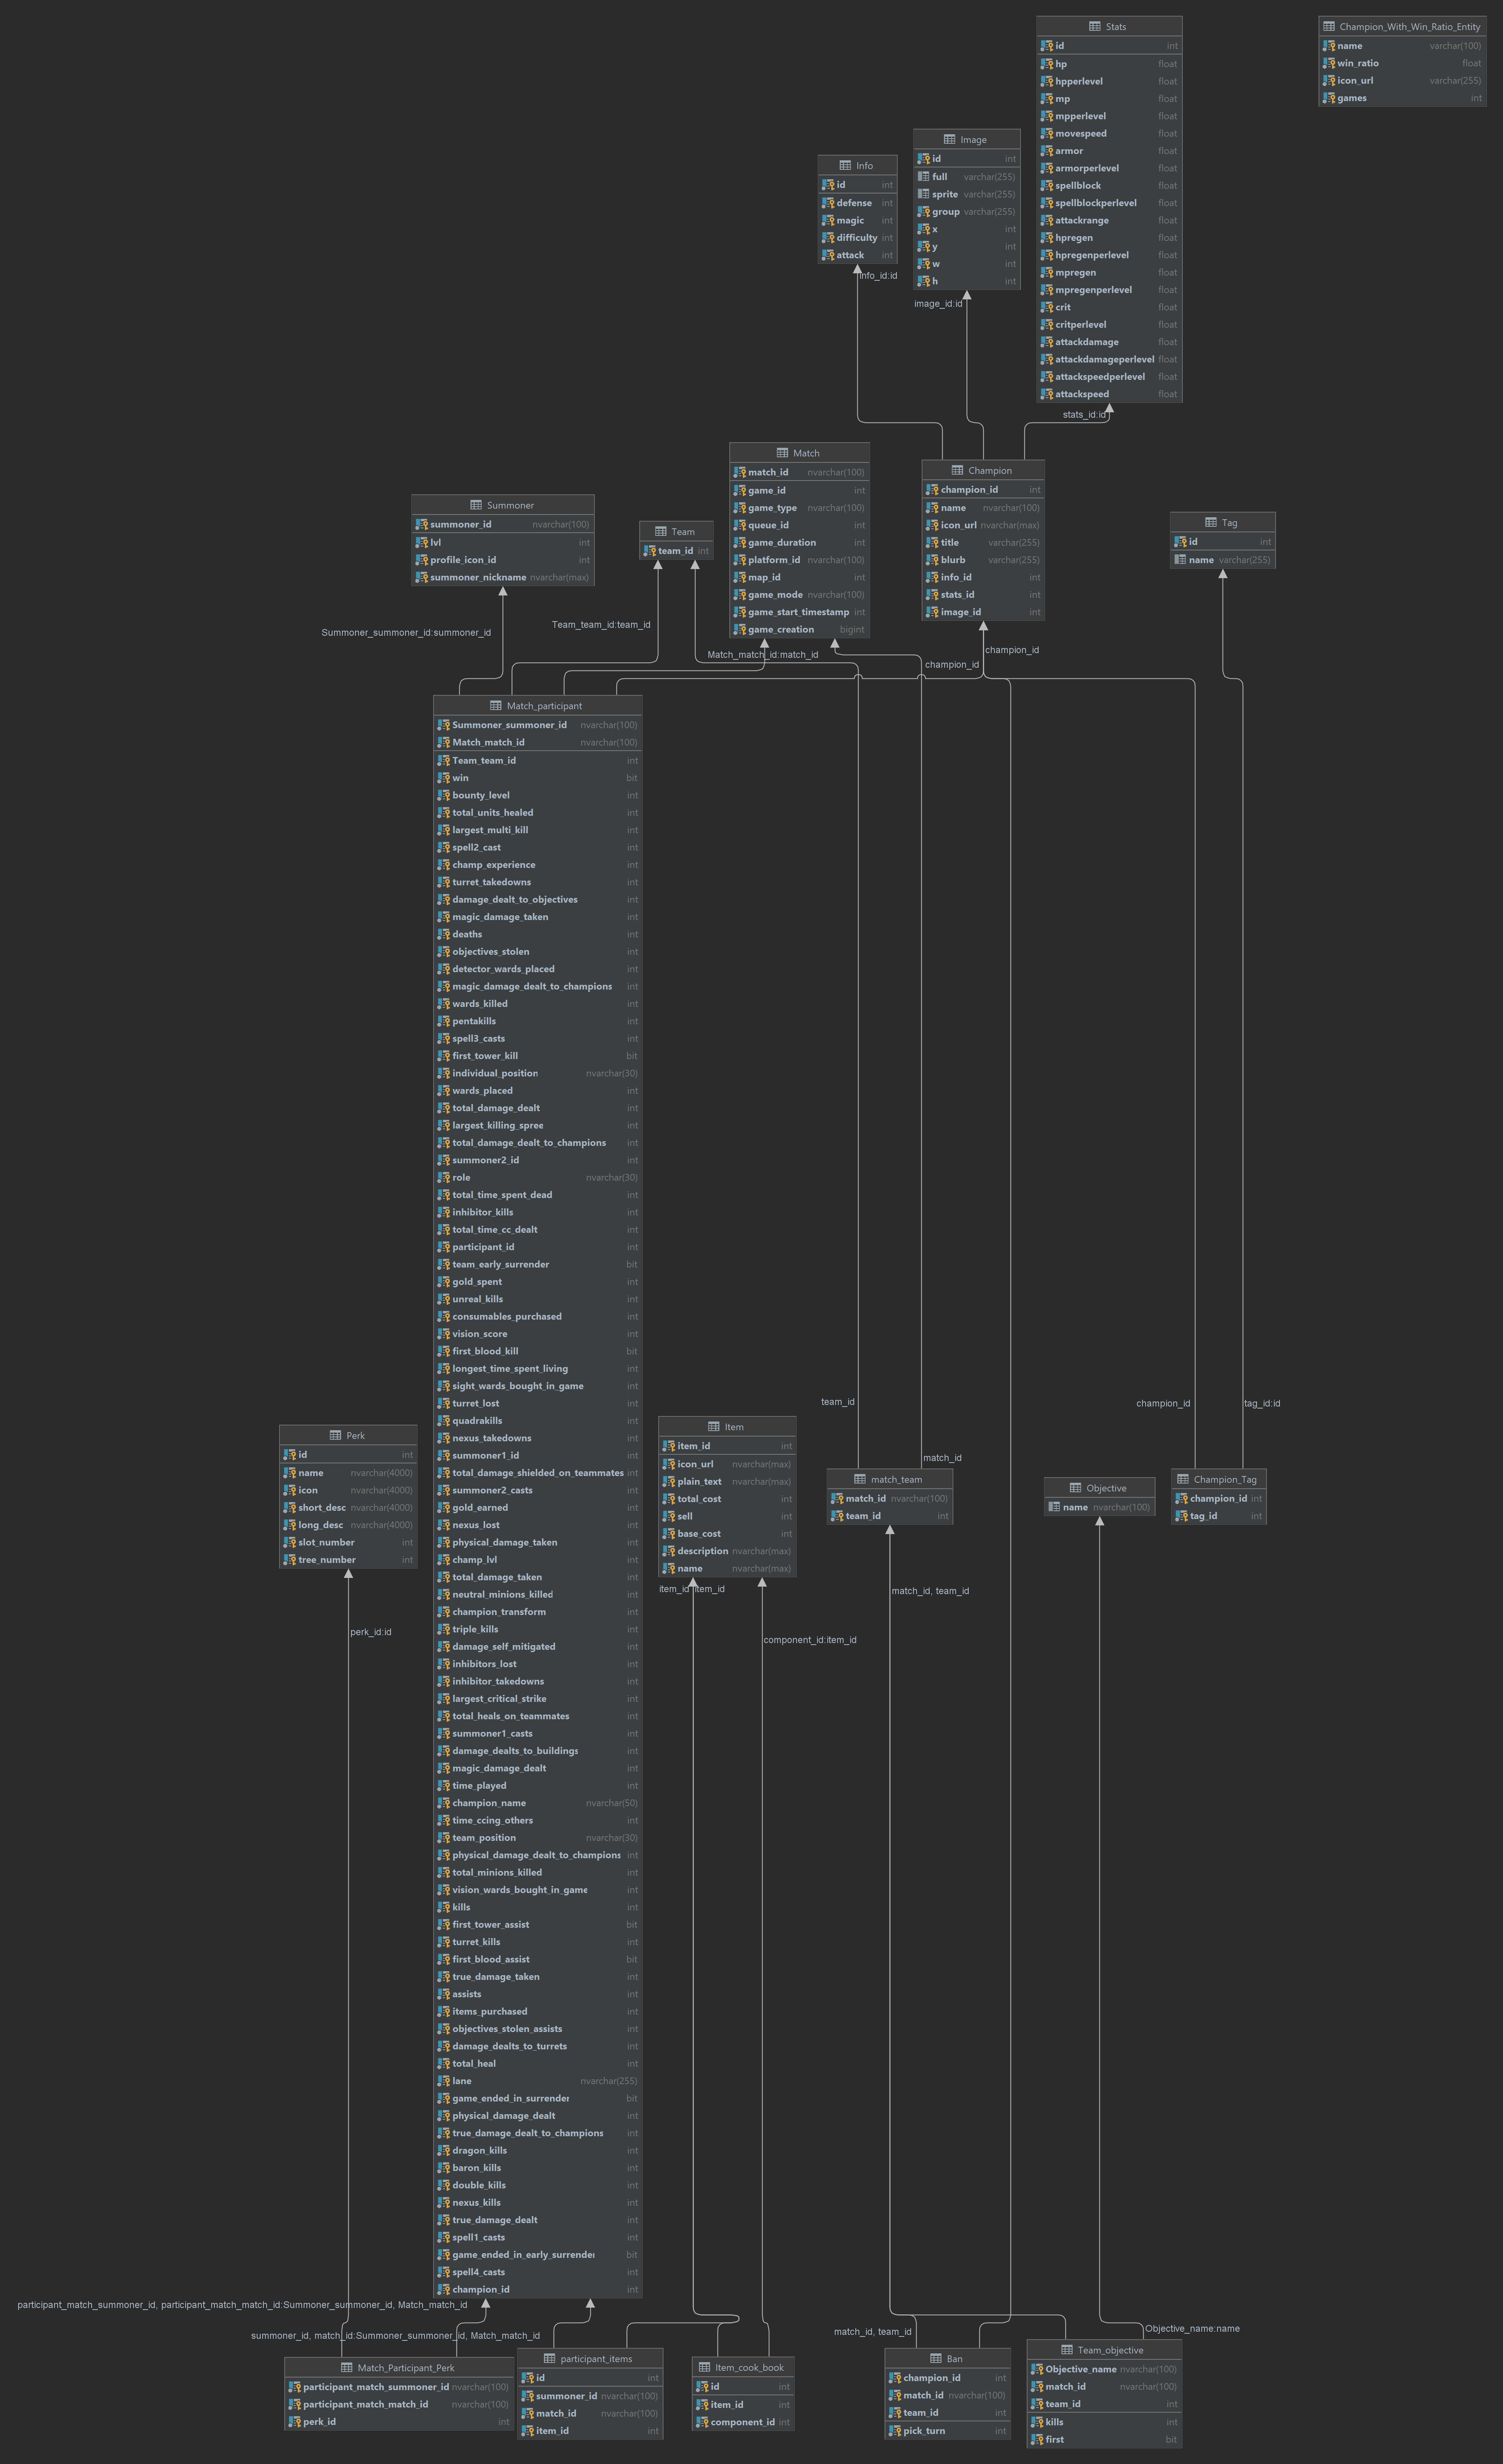 Stats
id int
hp float
hpperlevel float
mp float
mpperlevel float
movespeed float
armor float
armorperlevel float
spellblock float
spellblockperlevel float
attackrange float
hpregen float
hpregenperlevel float
mpregen float
mpregenperlevel float
crit float
critperlevel float
attackdamage float
attackdamageperlevel float
attackspeedperlevel float
attackspeed float
Champion_With_Win_Ratio_Entity
name varchar(100)
win_ratio float
icon_url varchar(255)
games int
Image
id int
full varchar(255)
sprite varchar(255)
group varchar(255)
x int
y int
w int
h int
Info
id int
defense int
magic int
difficulty int
attack int
info_id:id
image_id:id
stats_id:id
Match
match_id nvarchar(100)
game_id int
game_type nvarchar(100)
queue_id int
game_duration int
platform_id nvarchar(100)
map_id int
game_mode nvarchar(100)
game_start_timestamp int
game_creation bigint
Champion
champion_id int
name nvarchar(100)
icon_url nvarchar(max)
title varchar(255)
blurb varchar(255)
info_id int
stats_id int
image_id int
Summoner
summoner_id nvarchar(100)
lvl int
profile_icon_id int
summoner_nickname nvarchar(max)
Team
team_id int
Tag
id int
name varchar(255)
Summoner_summoner_id:summoner_id
Team_team_id:team_id
Match_match_id:match_id
champion_id
champion_id
Match_participant
Summoner_summoner_id nvarchar(100)
Match_match_id nvarchar(100)
Team_team_id int
win bit
bounty_level int
total_units_healed int
largest_multi_kill int
spell2_cast int
champ_experience int
turret_takedowns int
damage_dealt_to_objectives int
magic_damage_taken int
deaths int
objectives_stolen int
detector_wards_placed int
magic_damage_dealt_to_champions int
wards_killed int
pentakills int
spell3_casts int
first_tower_kill bit
individual_position nvarchar(30)
wards_placed int
total_damage_dealt int
largest_killing_spree int
total_damage_dealt_to_champions int
summoner2_id int
role nvarchar(30)
total_time_spent_dead int
inhibitor_kills int
total_time_cc_dealt int
participant_id int
team_early_surrender bit
gold_spent int
unreal_kills int
consumables_purchased int
vision_score int
first_blood_kill bit
longest_time_spent_living int
sight_wards_bought_in_game int
turret_lost int
quadrakills int
nexus_takedowns int
summoner1_id int
total_damage_shielded_on_teammates int
summoner2_casts int
gold_earned int
nexus_lost int
physical_damage_taken int
champ_lvl int
total_damage_taken int
neutral_minions_killed int
champion_transform int
triple_kills int
damage_self_mitigated int
inhibitors_lost int
inhibitor_takedowns int
largest_critical_strike int
total_heals_on_teammates int
summoner1_casts int
damage_dealts_to_buildings int
magic_damage_dealt int
time_played int
champion_name nvarchar(50)
time_ccing_others int
team_position nvarchar(30)
physical_damage_dealt_to_champions int
total_minions_killed int
vision_wards_bought_in_game int
kills int
first_tower_assist bit
turret_kills int
first_blood_assist bit
true_damage_taken int
assists int
items_purchased int
objectives_stolen_assists int
damage_dealts_to_turrets int
total_heal int
lane nvarchar(255)
game_ended_in_surrender bit
physical_damage_dealt int
true_damage_dealt_to_champions int
dragon_kills int
baron_kills int
double_kills int
nexus_kills int
true_damage_dealt int
spell1_casts int
game_ended_in_early_surrender bit
spell4_casts int
champion_id int
team_id
match_id
champion_id
tag_id:id
Perk
id int
name nvarchar(4000)
icon nvarchar(4000)
short_desc nvarchar(4000)
long_desc nvarchar(4000)
slot_number int
tree_number int
Item
item_id int
icon_url nvarchar(max)
plain_text nvarchar(max)
total_cost int
sell int
base_cost int
description nvarchar(max)
name nvarchar(max)
match_team
match_id nvarchar(100)
team_id int
Objective
name nvarchar(100)
Champion_Tag
champion_id int
tag_id int
item_id
item_id
match_id, team_id
perk_id:id
component_id:item_id
participant_match_summoner_id, participant_match_match_id:Summoner_summoner_id, Match_match_id
summoner_id, match_id:Summoner_summoner_id, Match_match_id
match_id, team_id
Objective_name:name
Match_Participant_Perk
participant_match_summoner_id nvarchar(100)
participant_match_match_id nvarchar(100)
perk_id int
participant_items
id int
summoner_id nvarchar(100)
match_id nvarchar(100)
item_id int
Item_cook_book
id int
item_id int
component_id int
Ban
champion_id int
match_id nvarchar(100)
team_id int
pick_turn int
Team_objective
Objective_name nvarchar(100)
match_id nvarchar(100)
team_id int
kills int
first bit